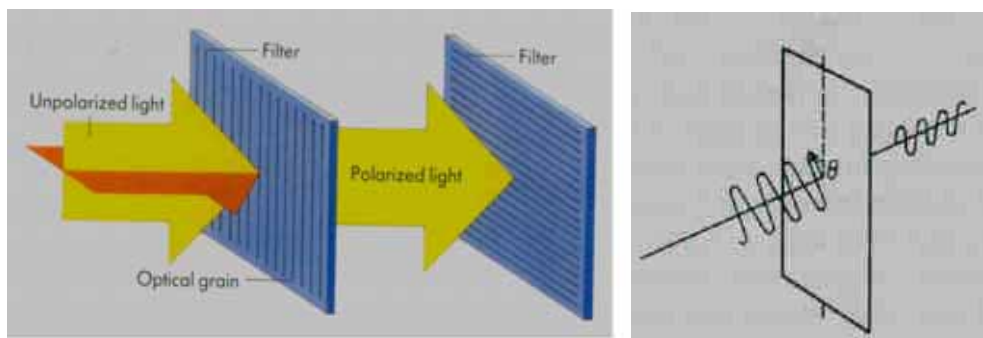 Filter
Filter
Unpolarized light
Polarized light
Optical grain
θ